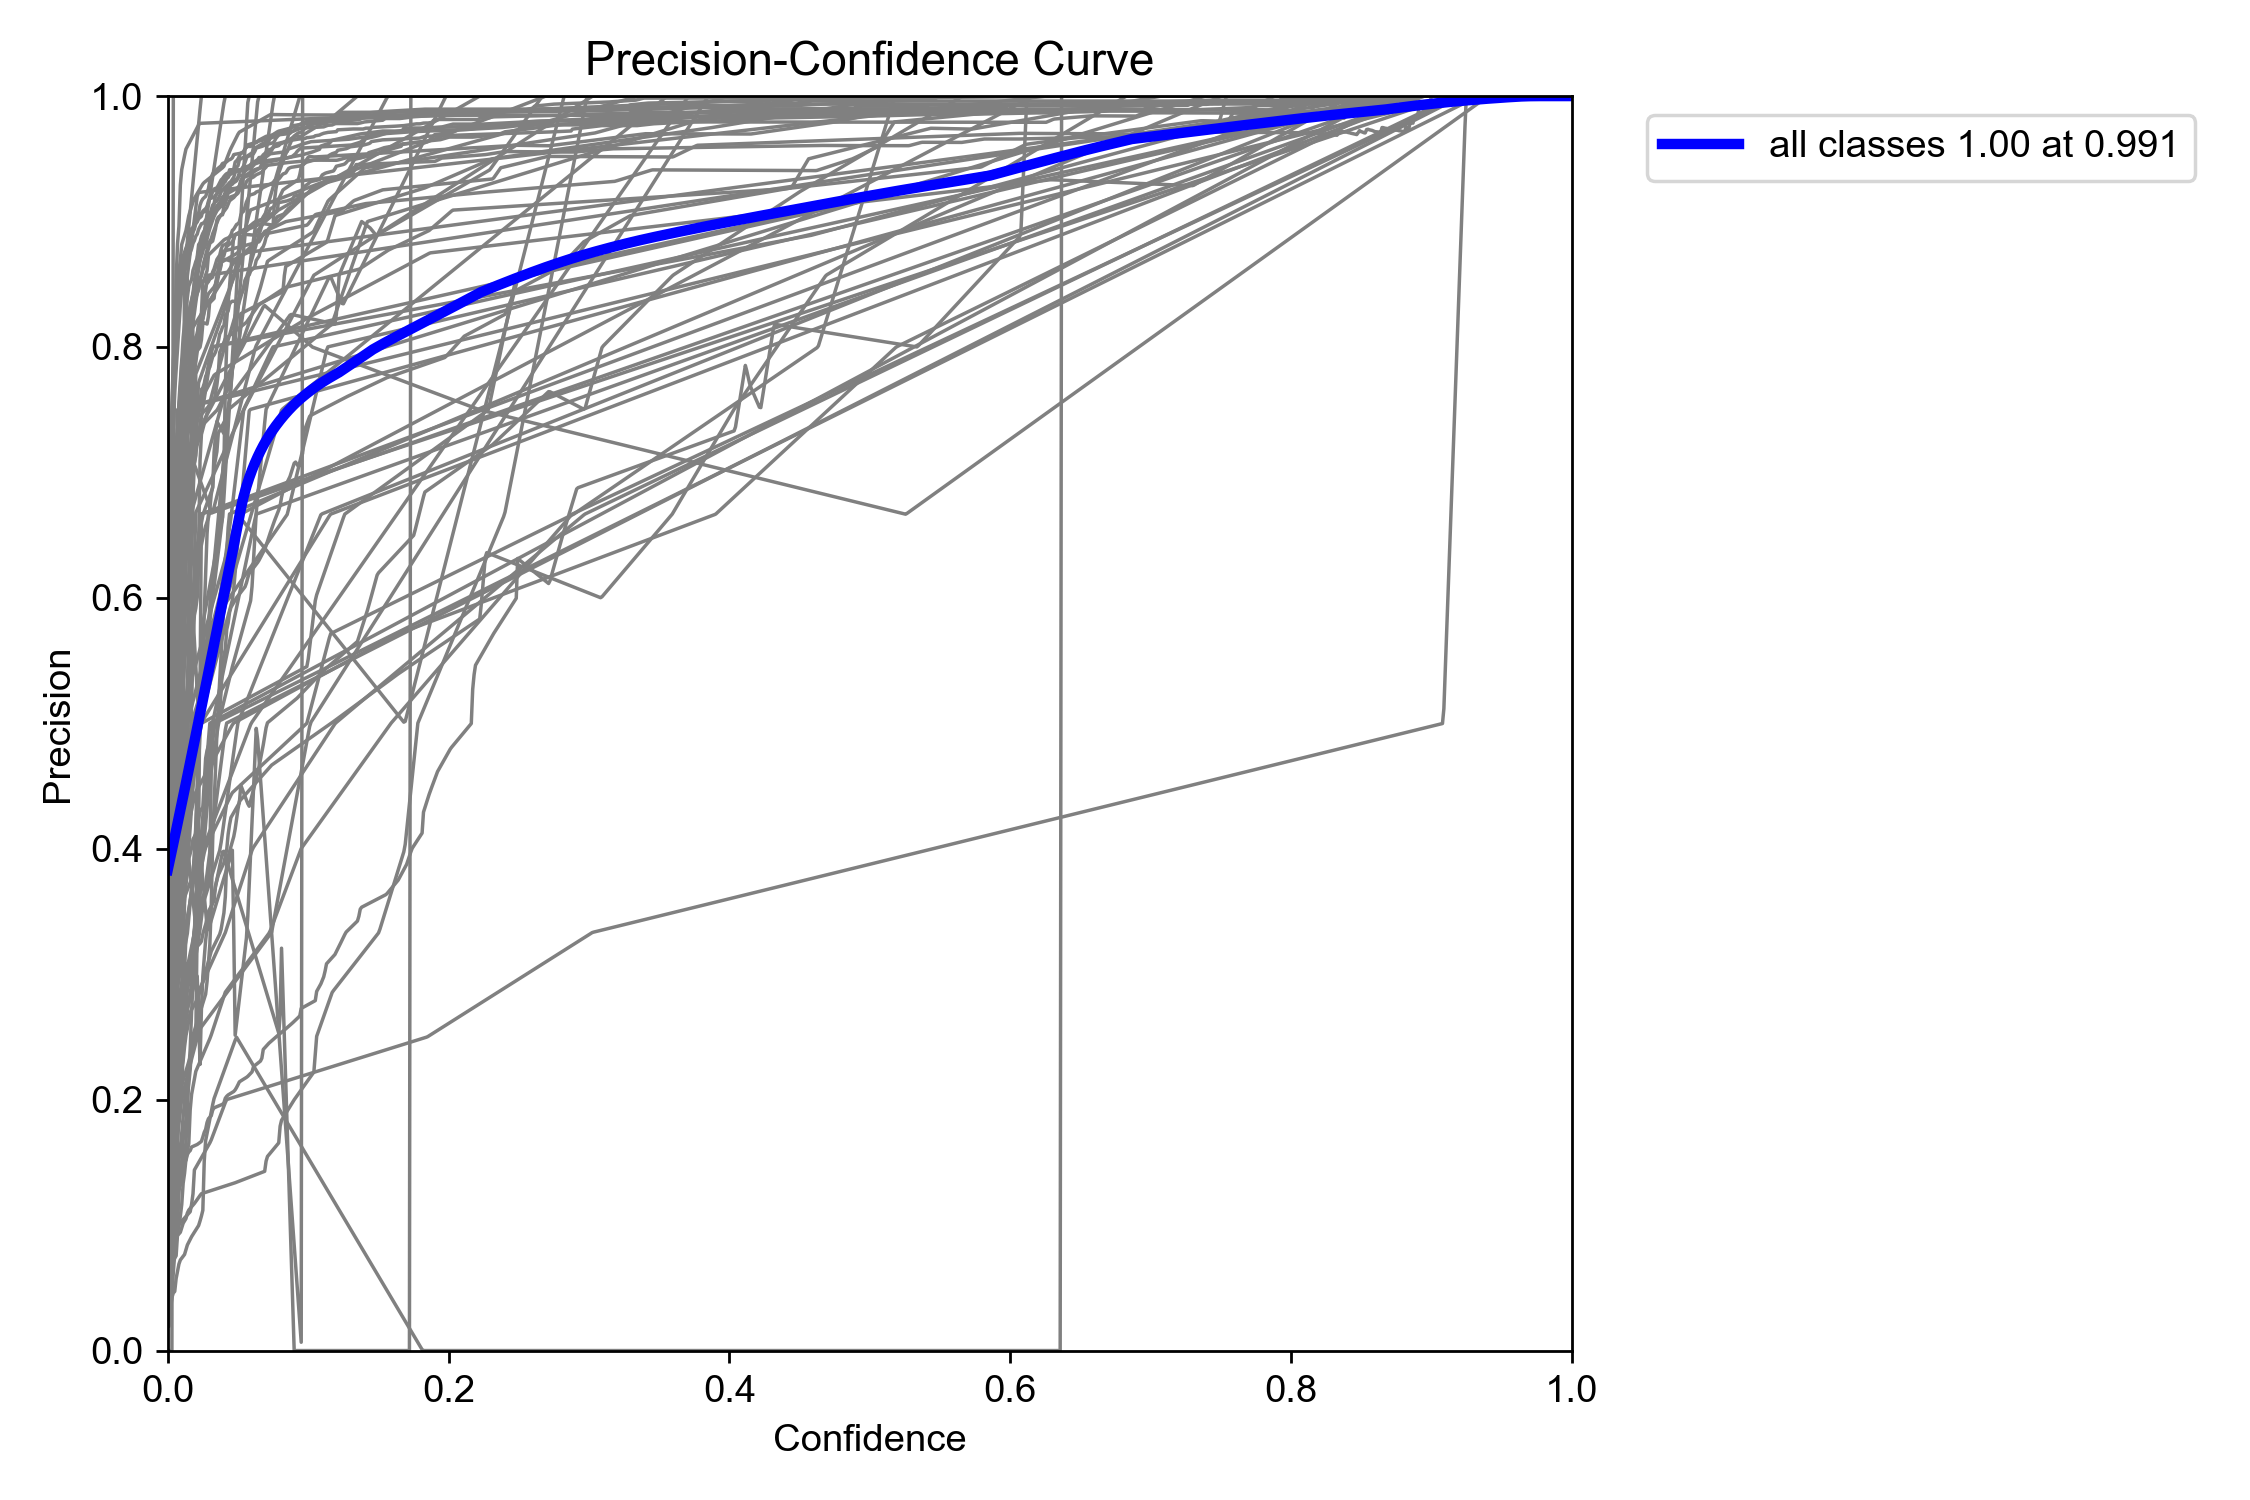 Precision-Confidence Curve
1.0
0.8
0.6
0.4
0.2
0.0
Precision
0.0 0.2 0.4 0.6 0.8 1.0
Confidence
all classes 1.00 at 0.991